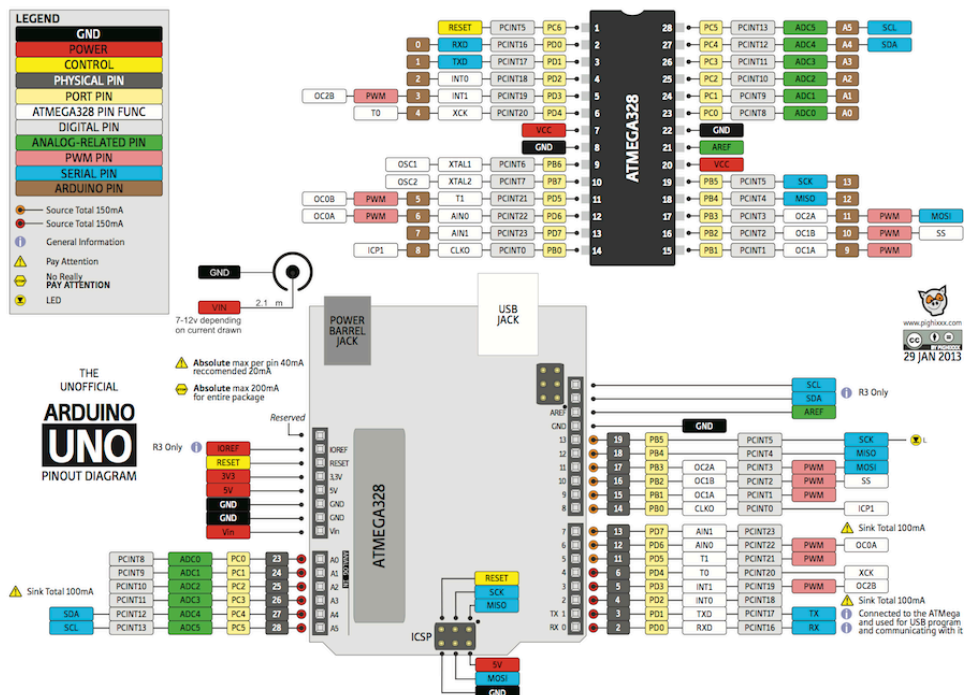 LEGEND
GND
POWER
CONTROL
PHYSICAL PIN
PORT PIN
ATMEGA328 PIN FUNC
DIGITAL PIN
ANALOG-RELATED PIN
PWM PIN
SERIAL PIN
ARDUINO PIN
Source Total 150mA
Source Total 150mA
General Information
Pay Attention
No Really
PAY ATTENTION
LED
RESET PCINT5 PC6 1
0 RXD PCINT16 PD0 2
1 TXD PCINT17 PD1 3
2 INT0 PCINT18 PD2 4
OC2B PWM 3 INT1 PCINT19 PD3 5
T0 4 XCK PCINT20 PD4 6
VCC 7
GND 8
OSC1 XTAL1 PCINT6 PB6 9
OSC2 XTAL2 PCINT7 PB7 10
OC0B PWM 5 T1 PCINT21 PD5 11
OC0A PWM 6 AIN0 PCINT22 PD6 12
7 AIN1 PCINT23 PD7 13
ICP1 8 CLKO PCINT0 PB0 14
ATMEGA328
28 PC5 PCINT13 ADC5 A5 SCL
27 PC4 PCINT12 ADC4 A4 SDA
26 PC3 PCINT11 ADC3 A3
25 PC2 PCINT10 ADC2 A2
24 PC1 PCINT9 ADC1 A1
23 PC0 PCINT8 ADC0 A0
22 GND
21 AREF
20 VCC
19 PB5 PCINT5 SCK 13
18 PB4 PCINT4 MISO 12
17 PB3 PCINT3 OC2A 11 PWM MOSI
16 PB2 PCINT2 OC1B 10 PWM SS
15 PB1 PCINT1 OC1A 9 PWM
GND
VIN
2.1 m
7-12v depending
on current drawn
POWER
BARREL
JACK
USB
JACK
www.pighixxx.com
cc
BY PIGHIXXX
29 JAN 2013
Absolute max per pin 40mA
reccomended 20mA
Absolute max 200mA
for entire package
THE
UNOFFICIAL
ARDUINO
UNO
PINOUT DIAGRAM
Reserved
R3 Only IOREF IOREF
RESET RESET
3V3 3.3V
5V 5V
GND GND
GND GND
Vin Vin
PCINT8 ADC0 PC0 23 A0
PCINT9 ADC1 PC1 24 A1
PCINT10 ADC2 PC2 25 A2
PCINT11 ADC3 PC3 26 A3
SDA PCINT12 ADC4 PC4 27 A4
SCL PCINT13 ADC5 PC5 28 A5
Sink Total 100mA
ANALOG IN
ATMEGA328
SCL
SDA
R3 Only
AREF AREF
GND GND
13 19 PB5 PCINT5 SCK L
12 18 PB4 PCINT4 MISO
11 17 PB3 OC2A PCINT3 PWM MOSI
10 16 PB2 OC1B PCINT2 PWM SS
9 15 PB1 OC1A PCINT1 PWM
8 14 PB0 CLKO PCINT0 ICP1
Sink Total 100mA
7 13 PD7 AIN1 PCINT23
6 12 PD6 AIN0 PCINT22 PWM OC0A
5 11 PD5 T1 PCINT21 PWM
4 6 PD4 T0 PCINT20 XCK
3 5 PD3 INT1 PCINT19 PWM OC2B
2 4 PD2 INT0 PCINT18
Sink Total 100mA
TX 1 3 PD1 TXD PCINT17 TX
RX 0 2 PD0 RXD PCINT16 RX
Connected to the ATMega
and used for USB program
and communicating with it
RESET
SCK
MISO
ICSP
5V
MOSI
GND